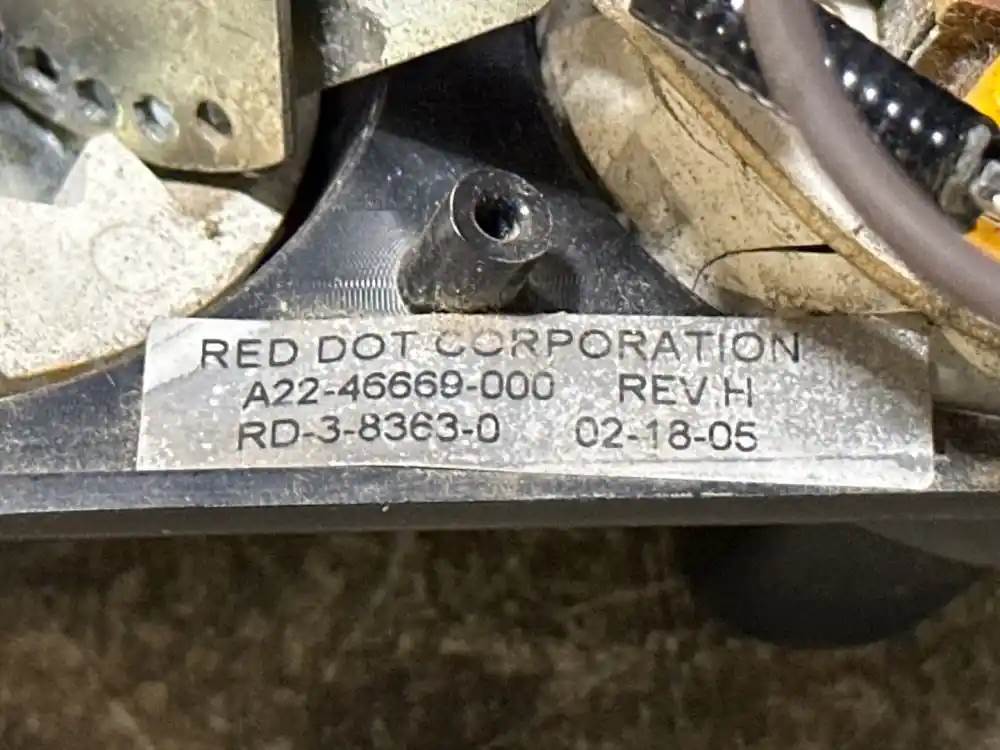 RED DOT CORPORATION
A22-46669-000 REV H
RD-3-8363-0 02-18-05